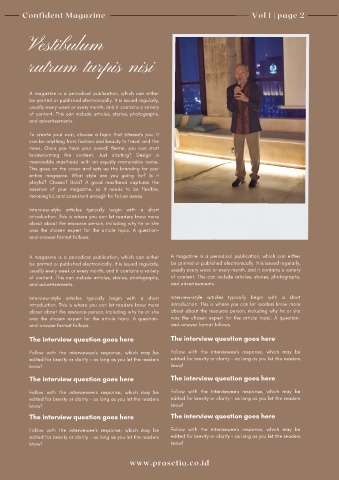 Confident Magazine
Vol 1 | page 2
Vestibulum
rutrum turpis nisi
A magazine is a periodical publication, which can either
be printed or published electronically. It is issued regularly,
usually every week or every month, and it contains a variety
of content. This can include articles, stories, photographs,
and advertisements.
To create your own, choose a topic that interests you. It
can be anything from fashion and beauty to travel and the
news. Once you have your overall theme, you can start
brainstorming the content. Just starting? Design a
memorable masthead with an equally memorable name.
This goes on the cover and sets up the branding for your
entire magazine. What style are you going for? Is it
playful? Classic? Bold? A good masthead captures the
essence of your magazine, so it needs to be flexible,
meaningful, and consistent enough for future issues.
Interview-style articles typically begin with a short
introduction. This is where you can let readers know more
about about the resource person, including why he or she
was the chosen expert for the article topic. A question-
and-answer format follows.
A magazine is a periodical publication, which can either
be printed or published electronically. It is issued regularly,
usually every week or every month, and it contains a variety
of content. This can include articles, stories, photographs,
and advertisements.
Interview-style articles typically begin with a short
introduction. This is where you can let readers know more
about about the resource person, including why he or she
was the chosen expert for the article topic. A question-
and-answer format follows.
The interview question goes here
Follow with the interviewee's response, which may be
edited for brevity or clarity – as long as you let the readers
know!
The interview question goes here
Follow with the interviewee's response, which may be
edited for brevity or clarity – as long as you let the readers
know!
The interview question goes here
Follow with the interviewee's response, which may be
edited for brevity or clarity – as long as you let the readers
know!
A magazine is a periodical publication, which can either
be printed or published electronically. It is issued regularly,
usually every week or every month, and it contains a variety
of content. This can include articles, stories, photographs,
and advertisements.
Interview-style articles typically begin with a short
introduction. This is where you can let readers know more
about about the resource person, including why he or she
was the chosen expert for the article topic. A question-
and-answer format follows.
The interview question goes here
Follow with the interviewee's response, which may be
edited for brevity or clarity – as long as you let the readers
know!
The interview question goes here
Follow with the interviewee's response, which may be
edited for brevity or clarity – as long as you let the readers
know!
The interview question goes here
Follow with the interviewee's response, which may be
edited for brevity or clarity – as long as you let the readers
know!
www.prasetia.co.id